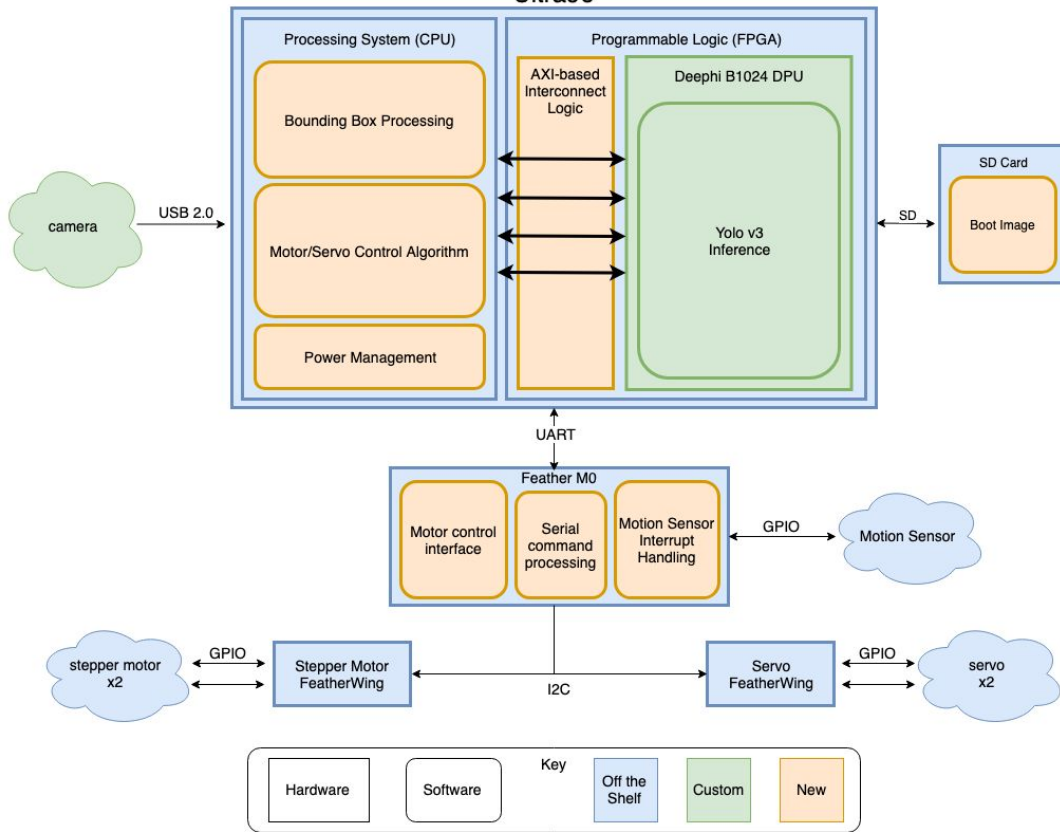 Processing System (CPU)
Programmable Logic (FPGA)
Bounding Box Processing
Motor/Servo Control Algorithm
Power Management
AXI-based
Interconnect
Logic
Deephi B1024 DPU
Yolo v3
Inference
camera
USB 2.0
SD
SD Card
Boot Image
UART
Feather M0
Motor control
interface
Serial
command
processing
Motion Sensor
Interrupt
Handling
GPIO
Motion Sensor
stepper motor
x2
GPIO
Stepper Motor
FeatherWing
I2C
Servo
FeatherWing
GPIO
servo
x2
Key
Hardware
Software
Off the
Shelf
Custom
New